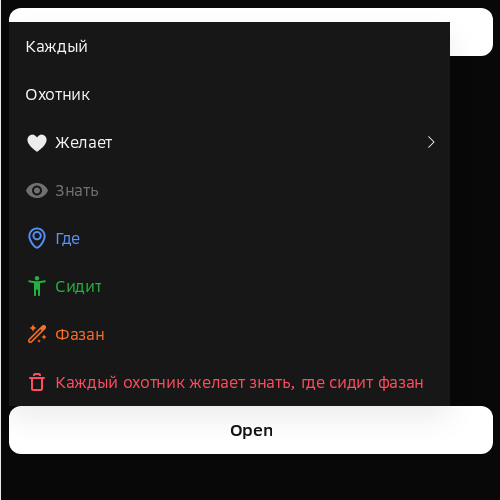 Каждый
Охотник
Желает
Знать
Где
Сидит
Фазан
Каждый охотник желает знать, где сидит фазан
Open